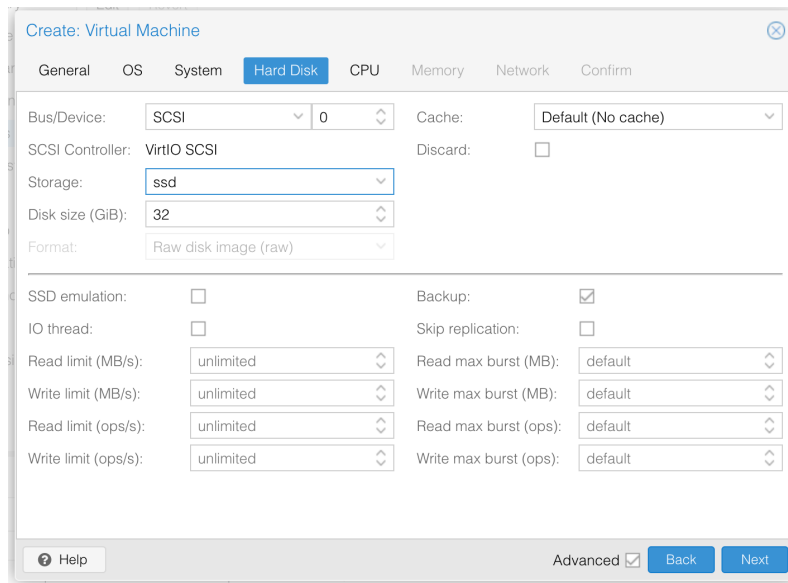 Create: Virtual Machine
General OS System Hard Disk CPU Memory Network Confirm
Bus/Device: SCSI 0 Cache: Default (No cache)
SCSI Controller: VirtIO SCSI Discard:
Storage: ssd
Disk size (GiB): 32
Format: Raw disk image (raw)
SSD emulation: Backup:
IO thread: Skip replication:
Read limit (MB/s): unlimited Read max burst (MB): default
Write limit (MB/s): unlimited Write max burst (MB): default
Read limit (ops/s): unlimited Read max burst (ops): default
Write limit (ops/s): unlimited Write max burst (ops): default
Help Advanced Back Next